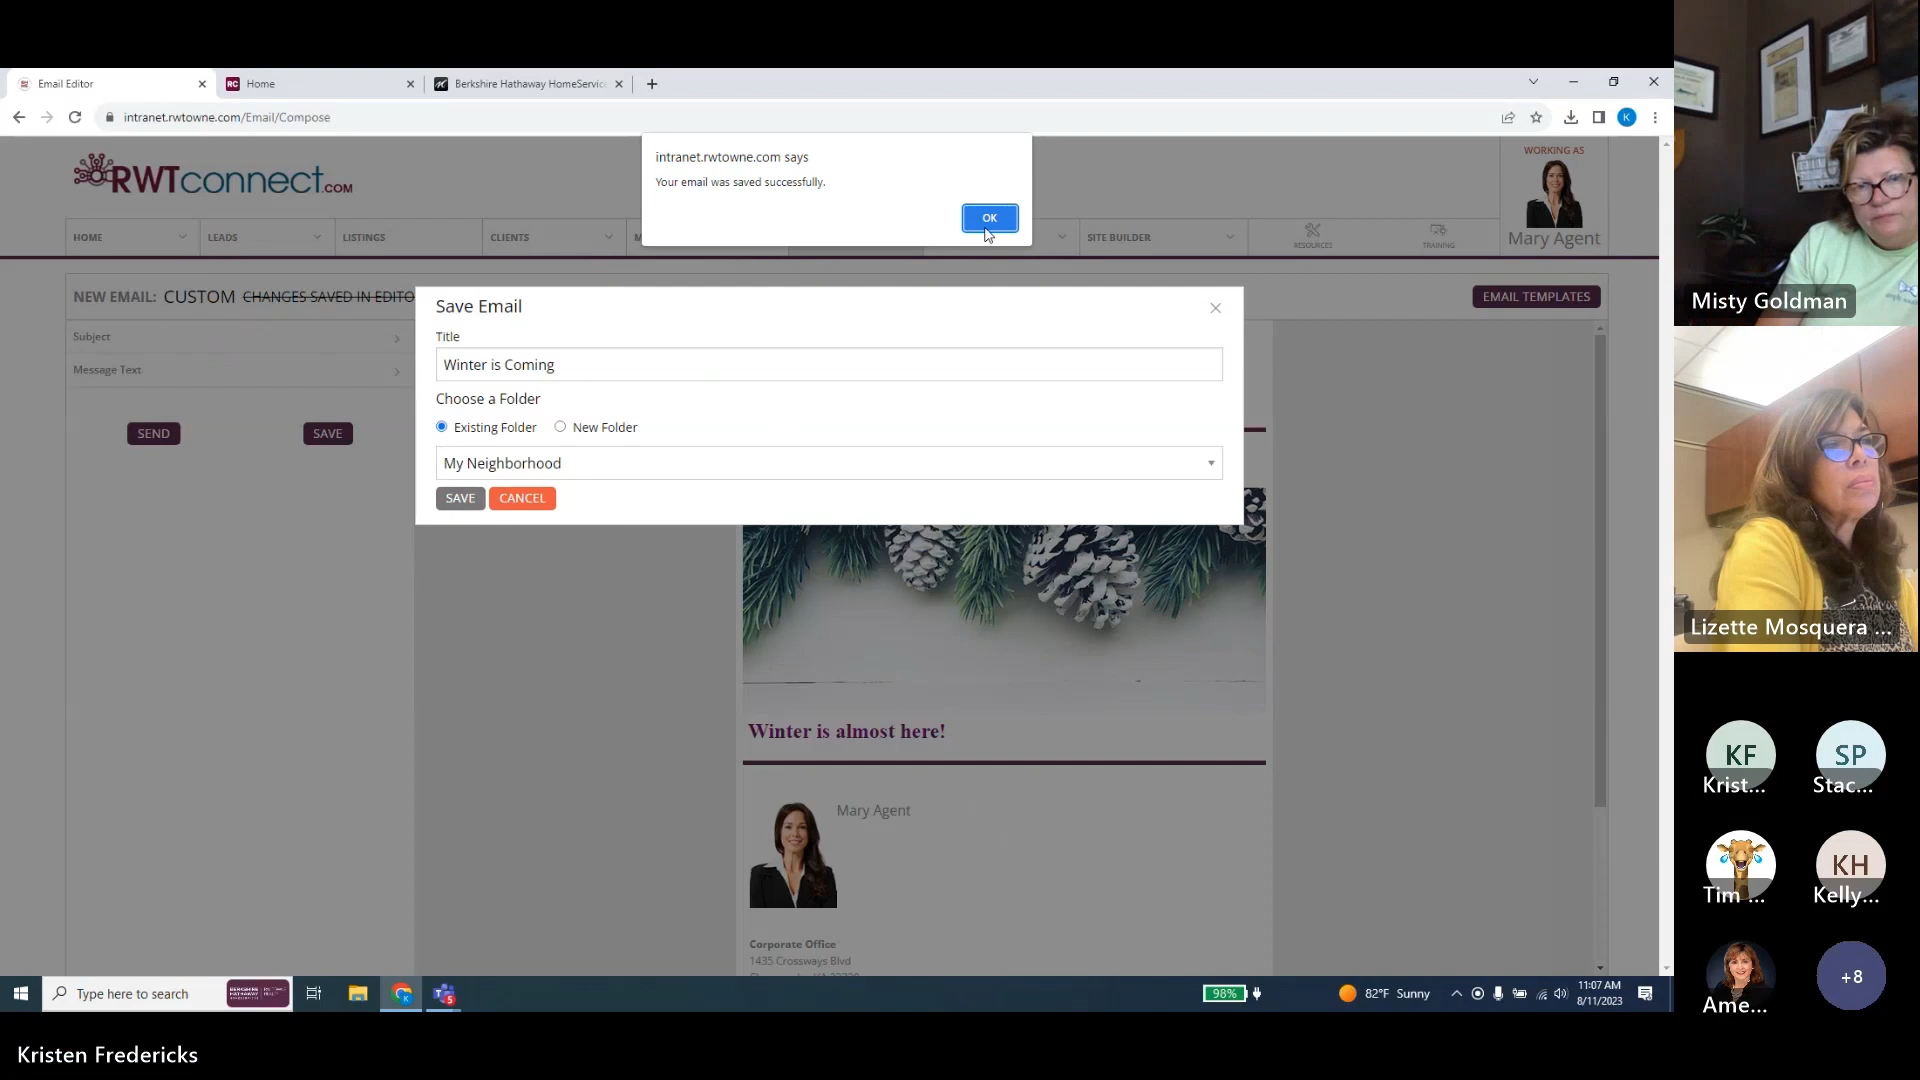 Email Editor
Home
Berkshire Hathaway HomeServic
intranet.rwtowne.com/Email/Compose
K
RWTconnect.com
intranet.rwtowne.com says
Your email was saved successfully.
OK
WORKING AS
Mary Agent
HOME
LEADS
LISTINGS
CLIENTS
M
SITE BUILDER
RESOURCES
TRAINING
NEW EMAIL: CUSTOM CHANGES SAVED IN EDITO
EMAIL TEMPLATES
Subject
Message Text
SEND
SAVE
Save Email
Title
Winter is Coming
Choose a Folder
Existing Folder
New Folder
My Neighborhood
SAVE
CANCEL
Winter is almost here!
Mary Agent
Corporate Office
1435 Crossways Blvd
Type here to search
98%
82°F Sunny
11:07 AM
8/11/2023
Misty Goldman
Lizette Mosquera ...
KF
Krist...
SP
Stac...
Tim ...
KH
Kelly...
Ame...
+8
Kristen Fredericks